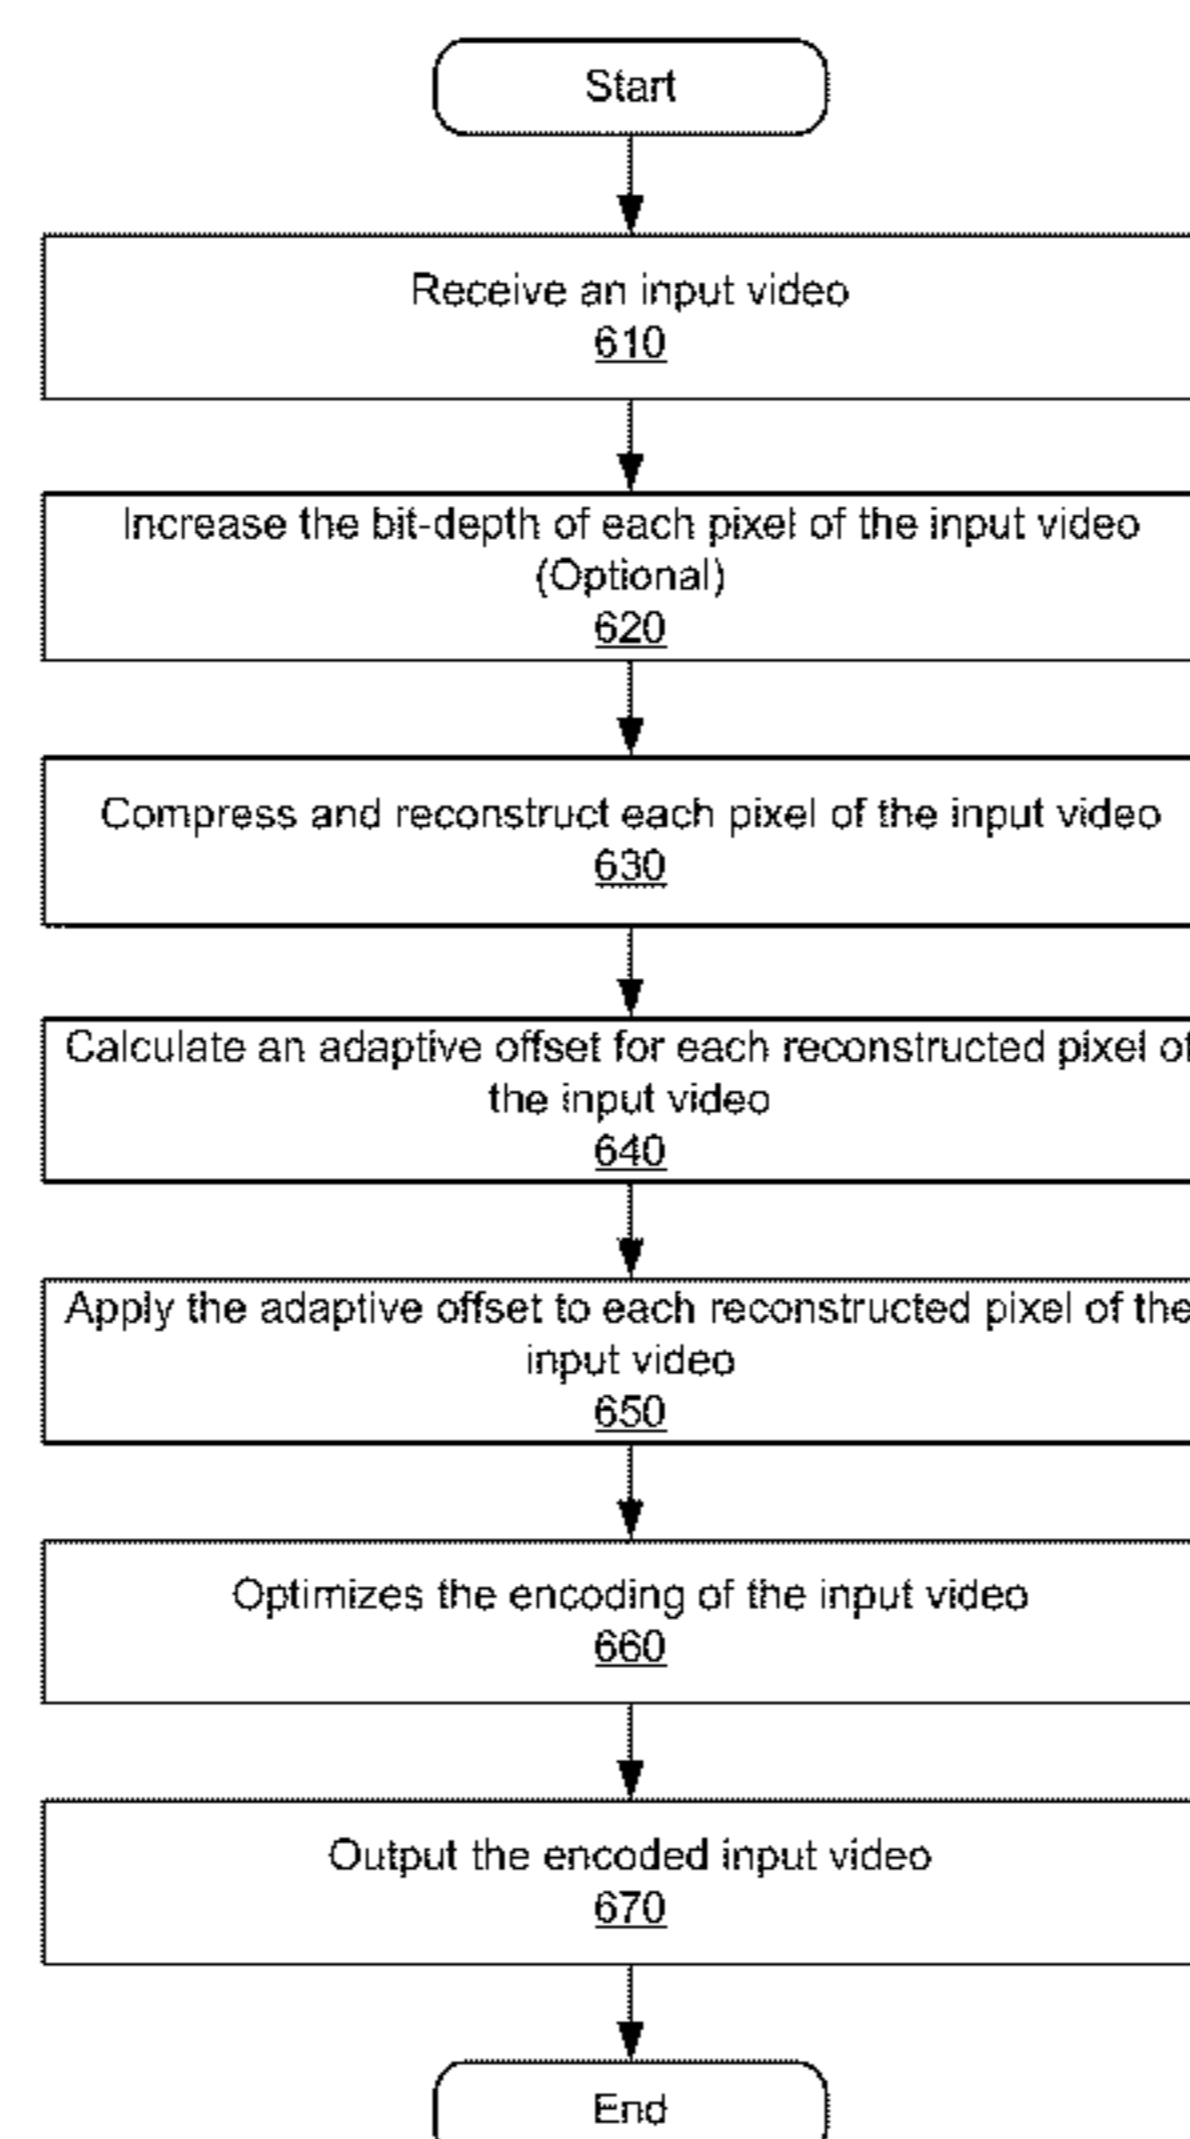 Start
Receive an input video
610
Increase the bit-depth of each pixel of the input video
(Optional)
620
Compress and reconstruct each pixel of the input video
630
Calculate an adaptive offset for each reconstructed pixel of
the input video
640
Apply the adaptive offset to each reconstructed pixel of the
input video
650
Optimizes the encoding of the input video
660
Output the encoded input video
670
End